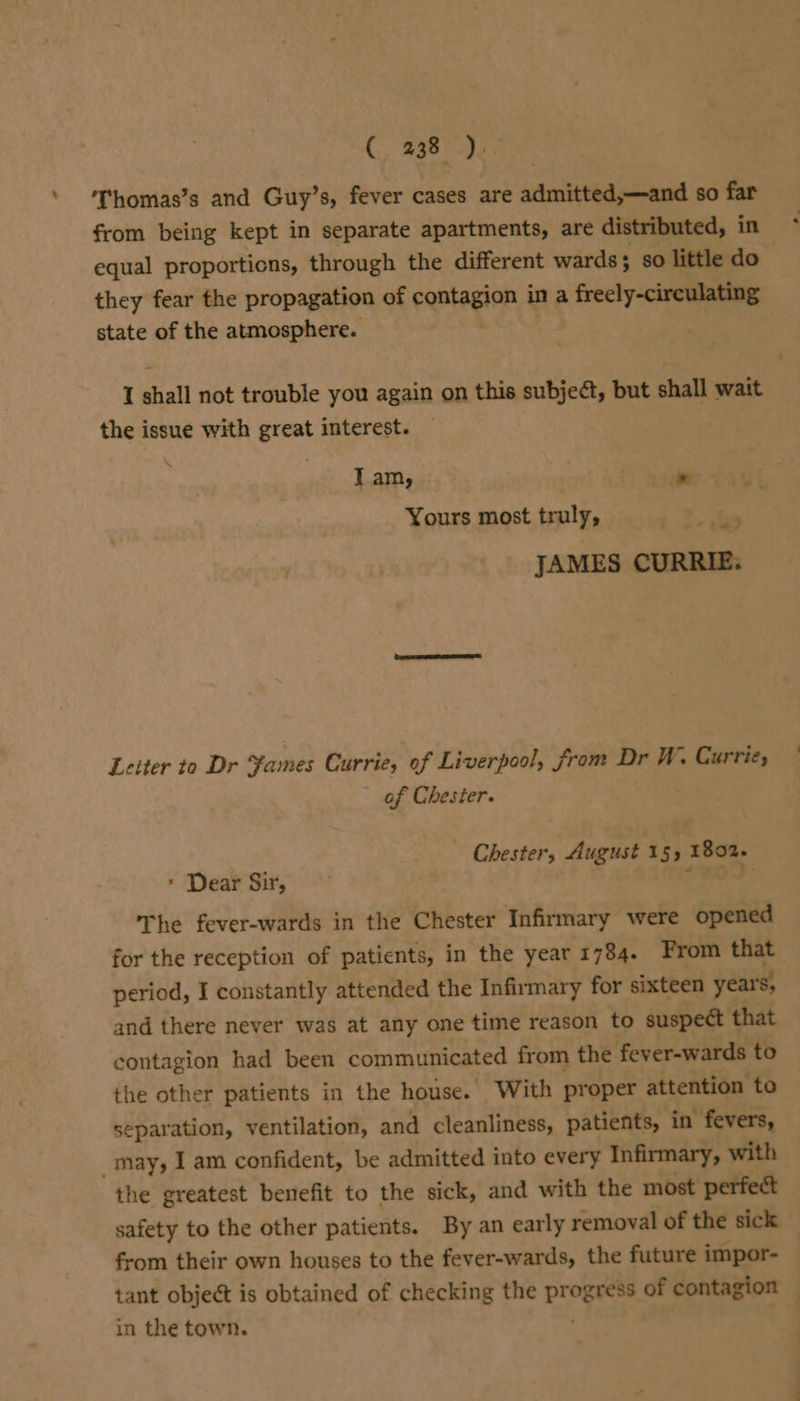 ( 238 )
Thomas's and Guy's, fever cases are admitted,—and so far
from being kept in separate apartments, are distributed, in
equal proportions, through the different wards; so little do
they fear the propagation of contagion in a freely-circulating
state of the atmosphere.
I shall not trouble you again on this subject, but shall wait
the issue with great interest.
I am,
Yours most truly,
JAMES CURRIE.
Letter to Dr James Currie, of Liverpool, from Dr W. Currie,
of Chester.
Chester, August 15, 1802.
Dear Sir,
The fever-wards in the Chester Infirmary were opened
for the reception of patients, in the year 1784. From that
period, I constantly attended the Infirmary for sixteen years,
and there never was at any one time reason to suspect that
contagion had been communicated from the fever-wards to
the other patients in the house. With proper attention to
separation, ventilation, and cleanliness, patients, in fevers,
may, I am confident, be admitted into every Infirmary, with
the greatest benefit to the sick, and with the most perfect
safety to the other patients. By an early removal of the sick
from their own houses to the fever-wards, the future impor-
tant object is obtained of checking the progress of contagion
in the town.